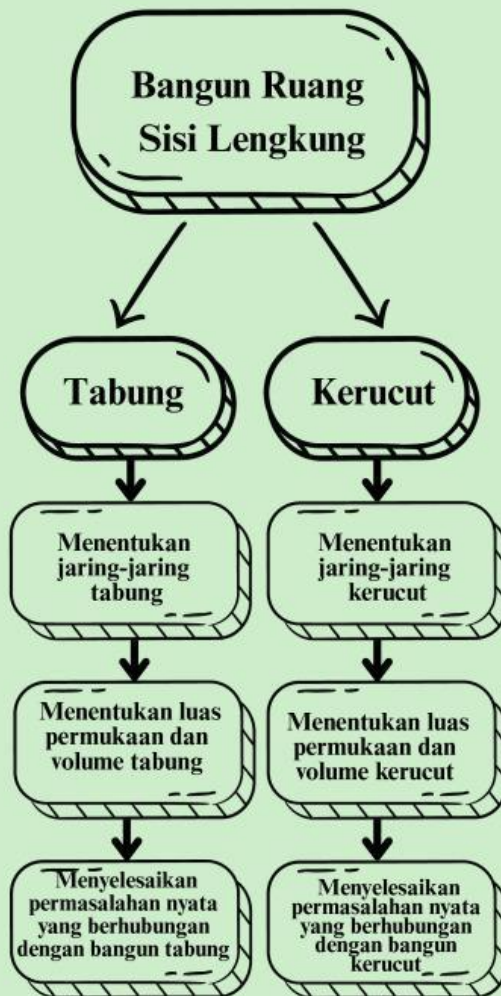 Bangun Ruang
Sisi Lengkung
Tabung
Kerucut
Menentukan
jaring-jaring
tabung
Menentukan
jaring-jaring
kerucut
Menentukan luas
permukaan dan
volume tabung
Menentukan luas
permukaan dan
volume kerucut
Menyelesaikan
permasalahan nyata
yang berhubungan
dengan bangun tabung
Menyelesaikan
permasalahan nyata
yang berhubungan
dengan bangun
kerucut